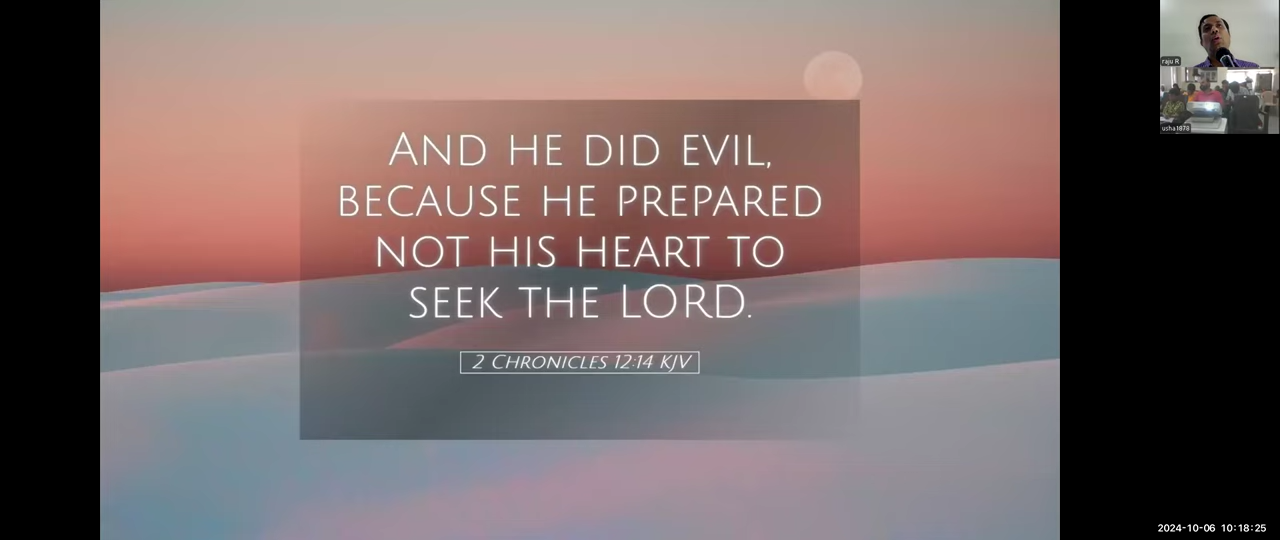 AND HE DID EVIL,
BECAUSE HE PREPARED
NOT HIS HEART TO
SEEK THE LORD.
2 CHRONICLES 12:14 KJV
raju R
usha1878
2024-10-06 10:18:25